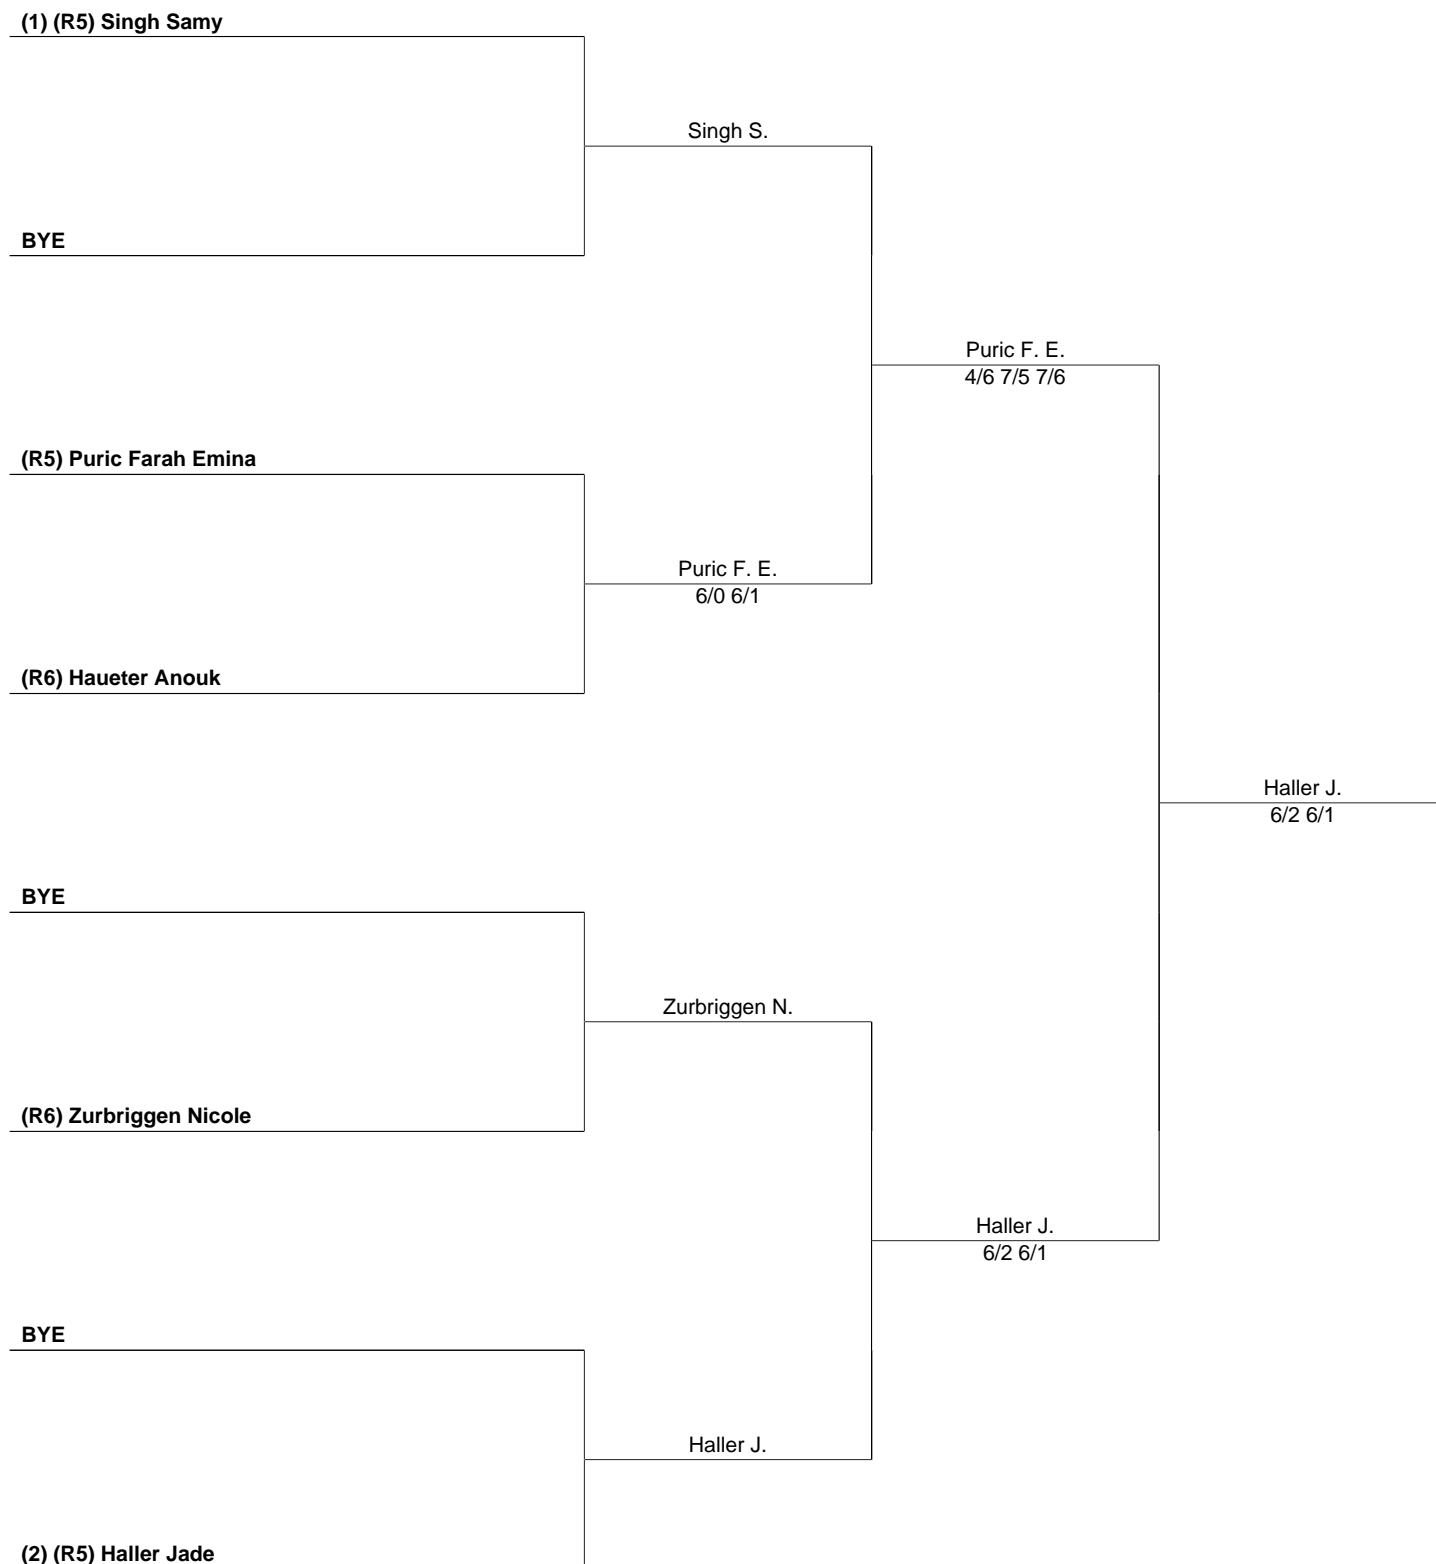 (1) (R5) Singh Samy
Singh S.
BYE
Puric F. E.
4/6 7/5 7/6
(R5) Puric Farah Emina
Puric F. E.
6/0 6/1
(R6) Haueter Anouk
Haller J.
6/2 6/1
BYE
Zurbriggen N.
(R6) Zurbriggen Nicole
Haller J.
6/2 6/1
BYE
Haller J.
(2) (R5) Haller Jade